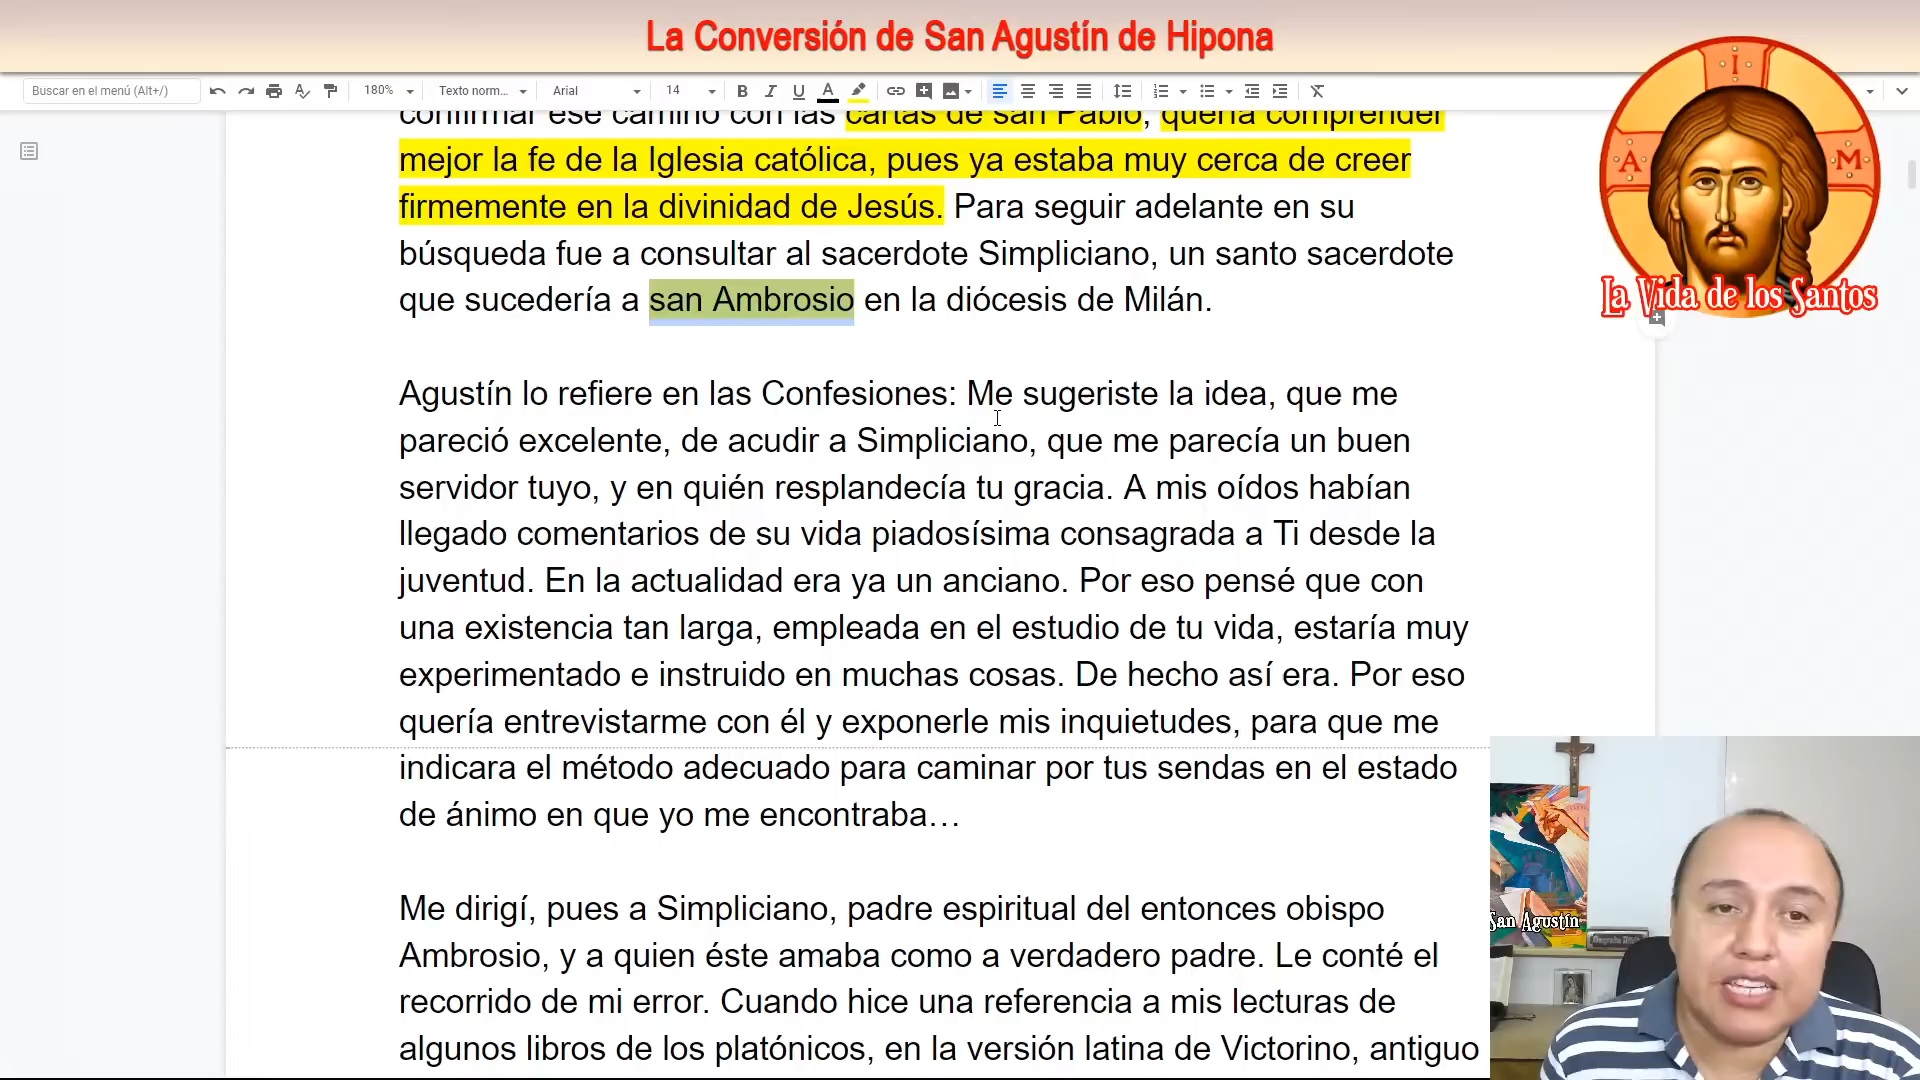 La Conversión de San Agustín de Hipona
Buscar en el menú (Alt+/)
180%
Texto norm...
Arial
14
I
A
M
La Vida de los Santos
confirmar ese camino con las cartas de san Pablo, quería comprender
mejor la fe de la Iglesia católica, pues ya estaba muy cerca de creer
firmemente en la divinidad de Jesús. Para seguir adelante en su
búsqueda fue a consultar al sacerdote Simpliciano, un santo sacerdote
que sucedería a san Ambrosio en la diócesis de Milán.
Agustín lo refiere en las Confesiones: Me sugeriste la idea, que me
pareció excelente, de acudir a Simpliciano, que me parecía un buen
servidor tuyo, y en quién resplandecía tu gracia. A mis oídos habían
llegado comentarios de su vida piadosísima consagrada a Ti desde la
juventud. En la actualidad era ya un anciano. Por eso pensé que con
una existencia tan larga, empleada en el estudio de tu vida, estaría muy
experimentado e instruido en muchas cosas. De hecho así era. Por eso
quería entrevistarme con él y exponerle mis inquietudes, para que me
indicara el método adecuado para caminar por tus sendas en el estado
de ánimo en que yo me encontraba…
Me dirigí, pues a Simpliciano, padre espiritual del entonces obispo
Ambrosio, y a quien éste amaba como a verdadero padre. Le conté el
recorrido de mi error. Cuando hice una referencia a mis lecturas de
algunos libros de los platónicos, en la versión latina de Victorino, antiguo
San Agustín